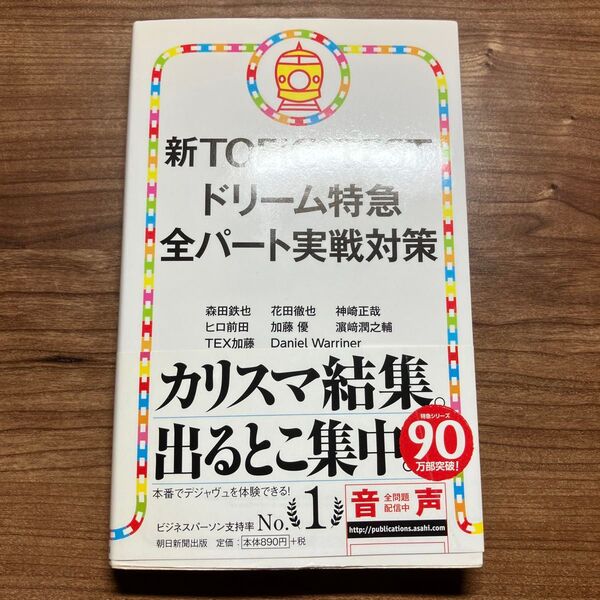 新TOEIC TEST
ドリーム特急
全パート実戦対策
森田鉄也 花田徹也 神崎正哉
ヒロ前田 加藤 優 濵﨑潤之輔
TEX加藤 Daniel Warriner
カリスマ結集。
出るとこ集中。
特急シリーズ
90
万部突破!
本番でデジャヴュを体験できる!
ビジネスパーソン支持率 No.1
朝日新聞出版 定価:本体890円+税
音声 全問題配信中
http://publications.asahi.com